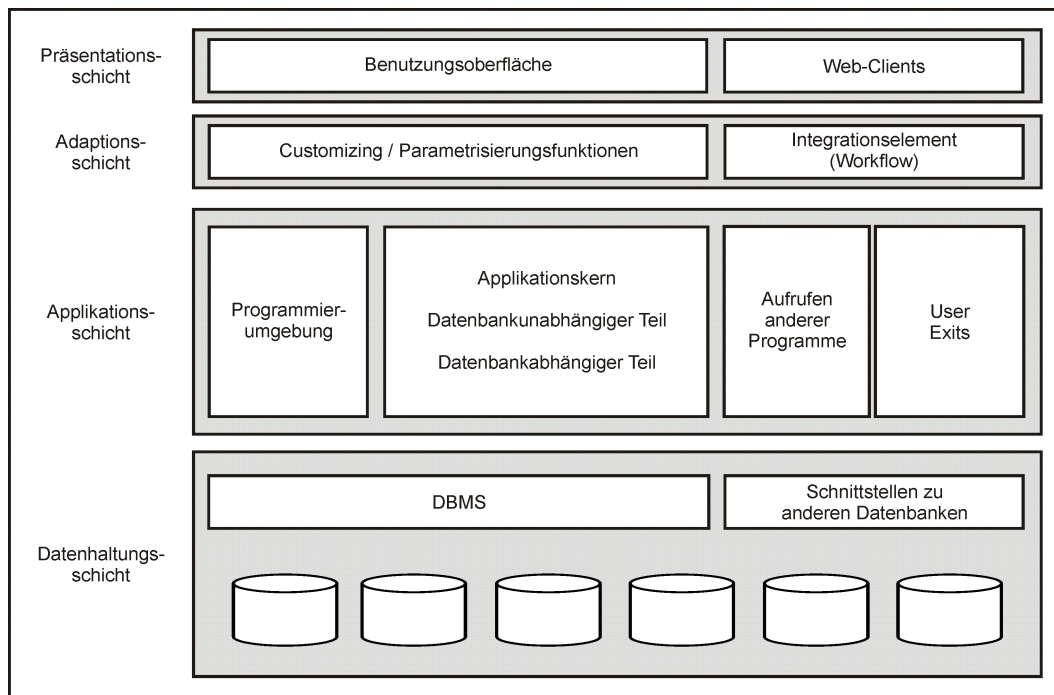 Präsentations-
schicht
Benutzungsoberfläche
Web-Clients
Adaptions-
schicht
Customizing / Parametrisierungsfunktionen
Integrationselement
(Workflow)
Applikations-
schicht
Programmier-
umgebung
Applikationskern
Datenbankunabhängiger Teil
Datenbankabhängiger Teil
Aufrufen
anderer
Programme
User
Exits
Datenhaltungs-
schicht
DBMS
Schnittstellen zu
anderen Datenbanken